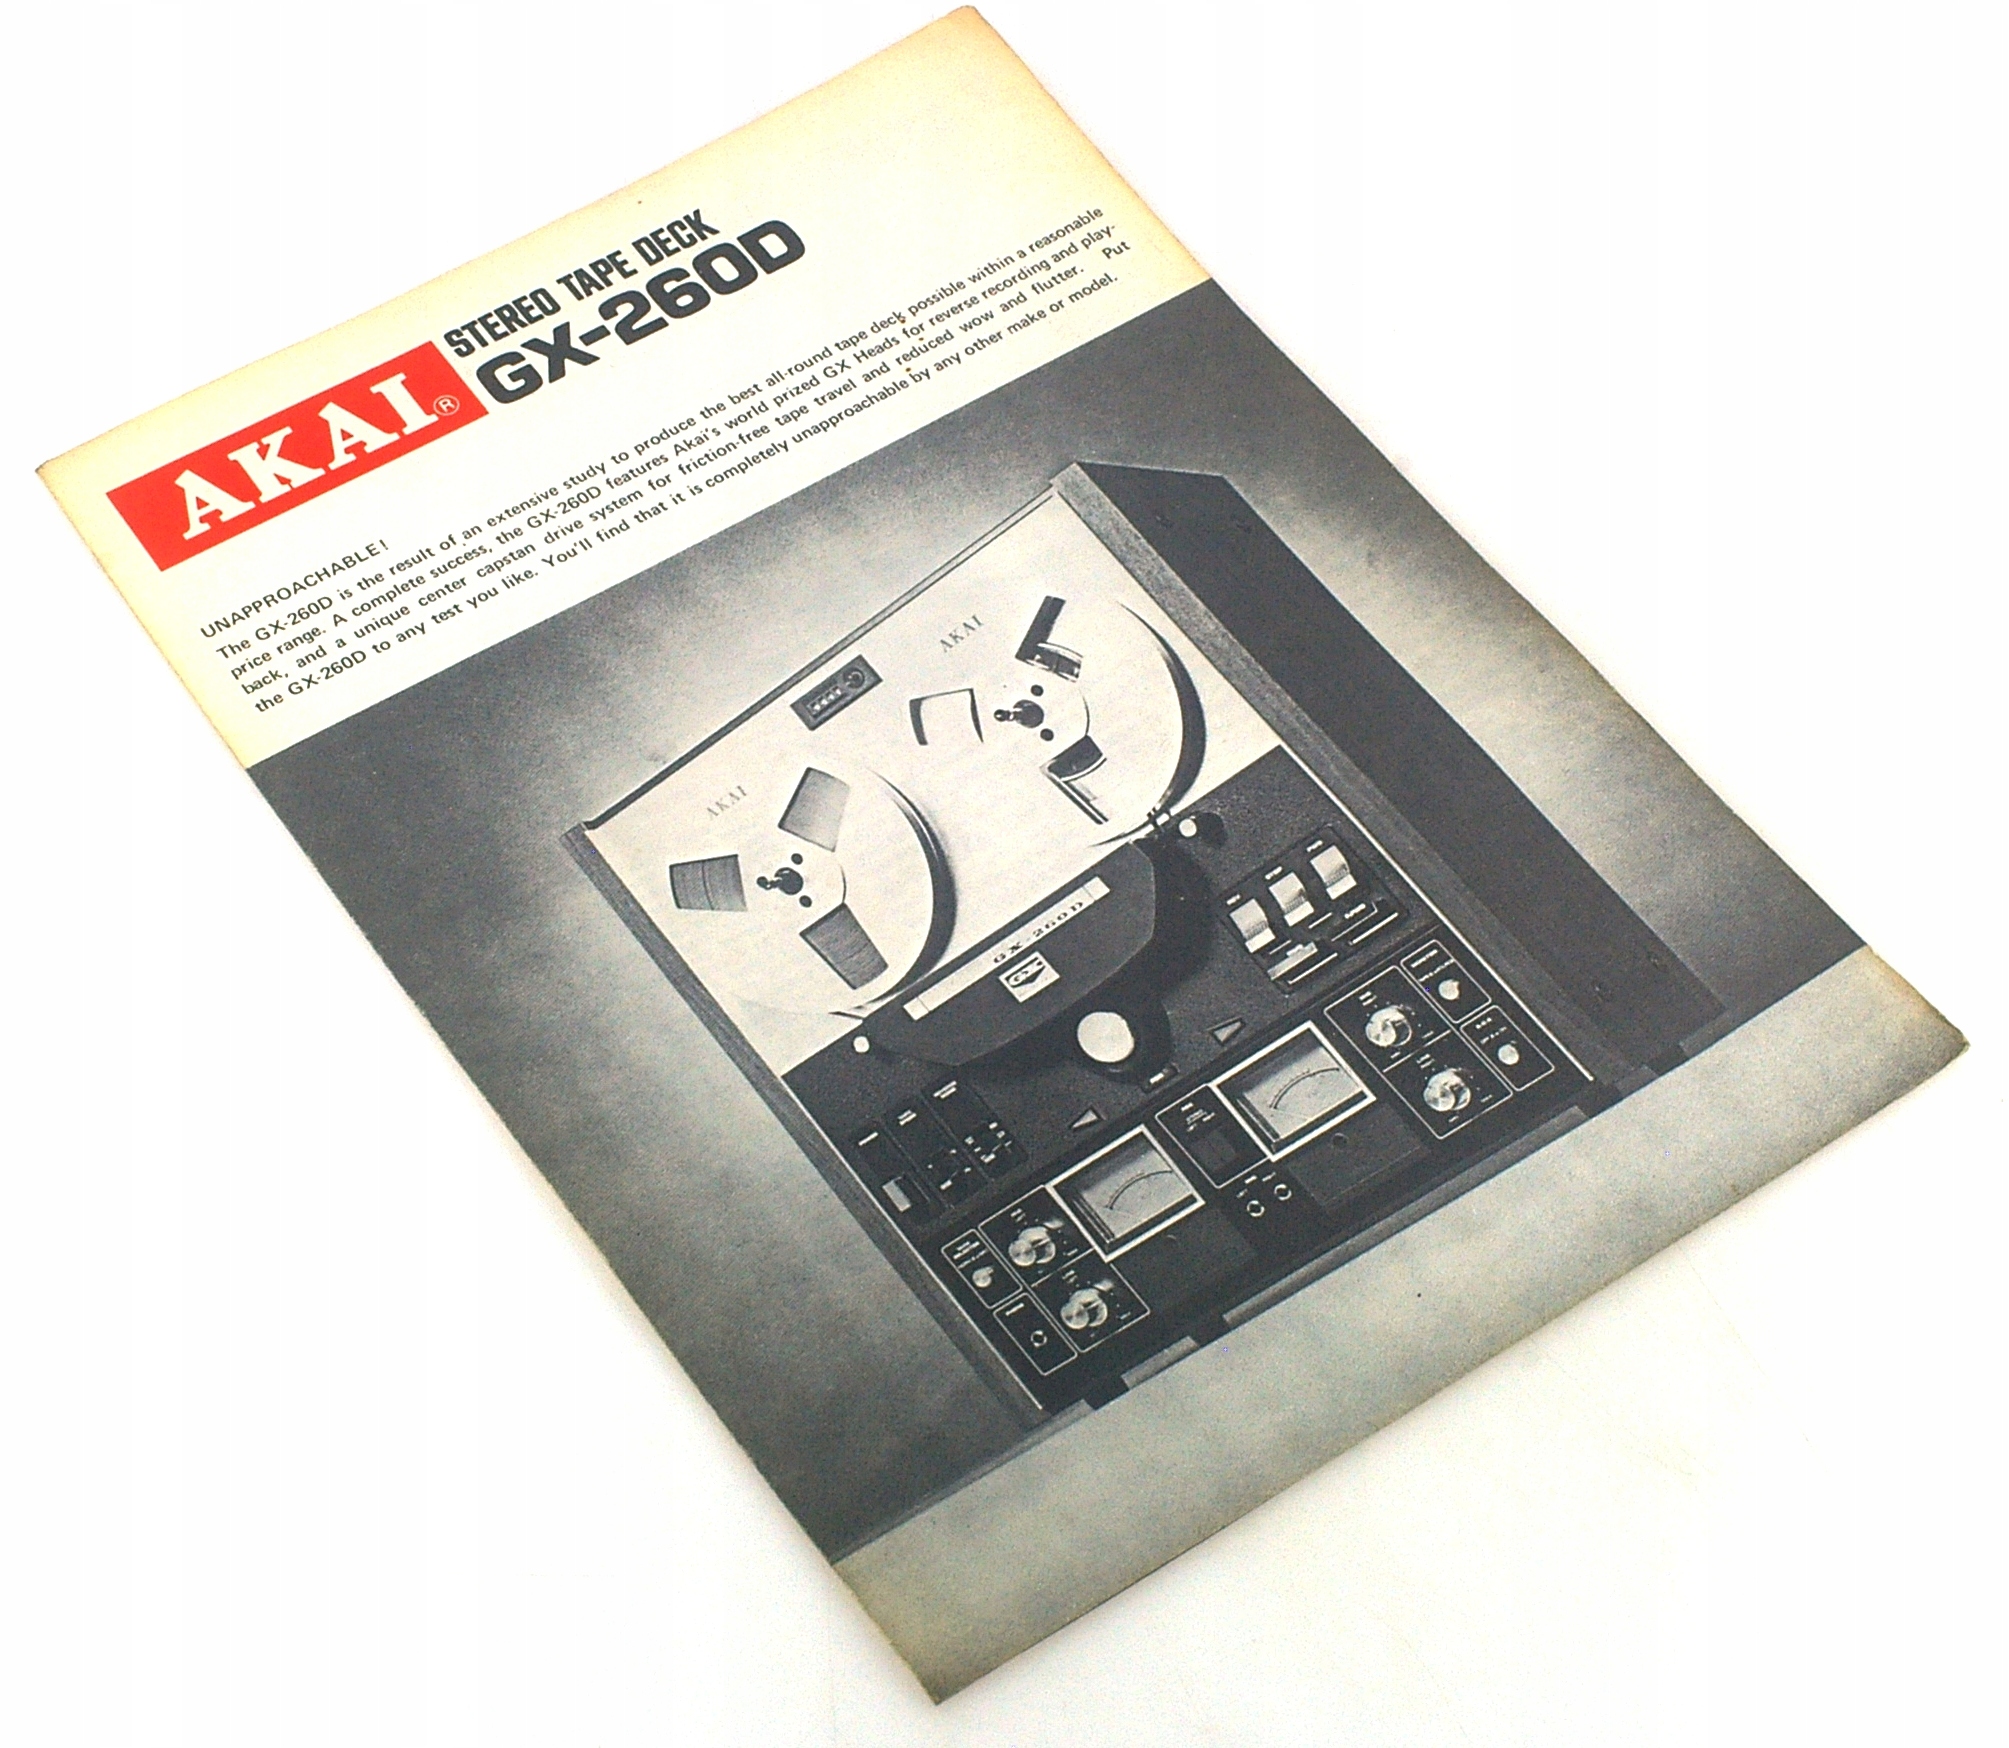 AKAI®
STEREO TAPE DECK
GX-260D
UNAPPROACHABLE!
The GX-260D is the result of an extensive study to produce the best all-round tape deck possible within a reasonable
price range. A complete success, the GX-260D features Akai's world prized GX Heads for reverse recording and play-
back, and a unique center capstan drive system for friction-free tape travel and reduced wow and flutter. Put
the GX-260D to any test you like. You'll find that it is completely unapproachable by any other make or model.
AKAI
AKAI
GX-260D
GX